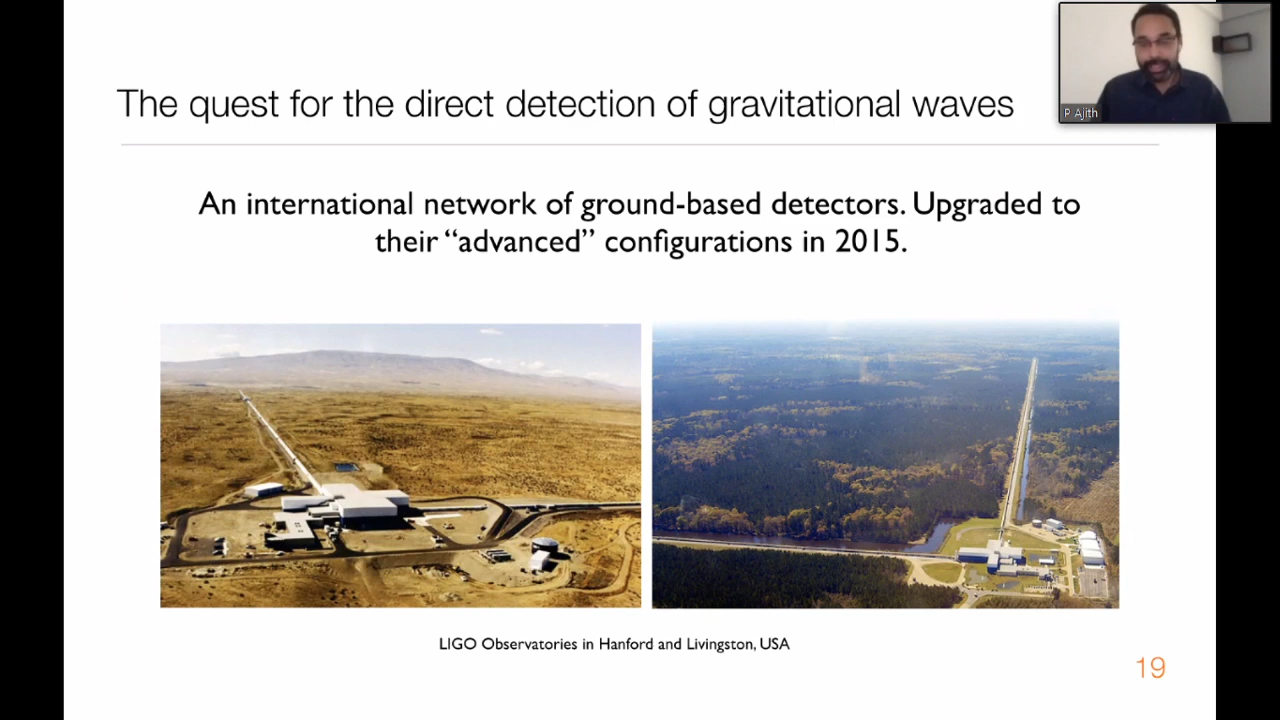 The quest for the direct detection of gravitational waves
P Ajith
An international network of ground-based detectors. Upgraded to
their “advanced” configurations in 2015.
LIGO Observatories in Hanford and Livingston, USA
19